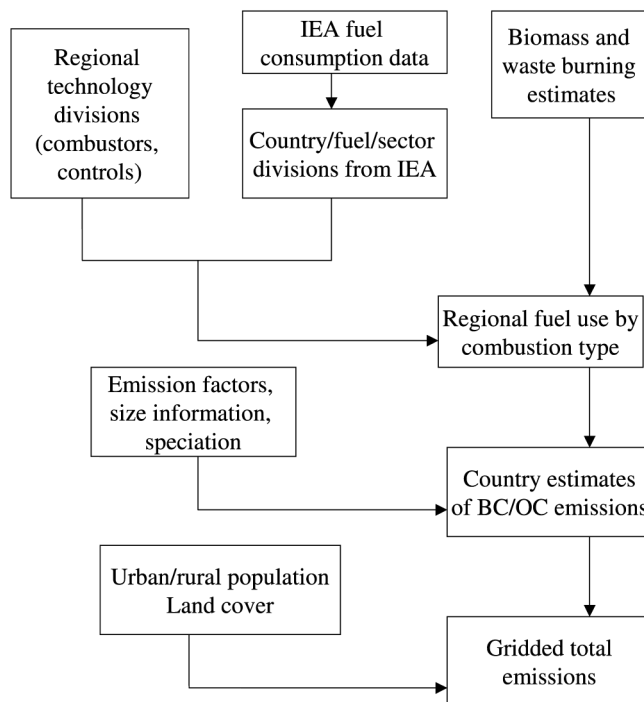 Regional
technology
divisions
(combustors,
controls)
IEA fuel
consumption data
Biomass and
waste burning
estimates
Country/fuel/sector
divisions from IEA
Regional fuel use by
combustion type
Emission factors,
size information,
speciation
Country estimates
of BC/OC emissions
Urban/rural population
Land cover
Gridded total
emissions